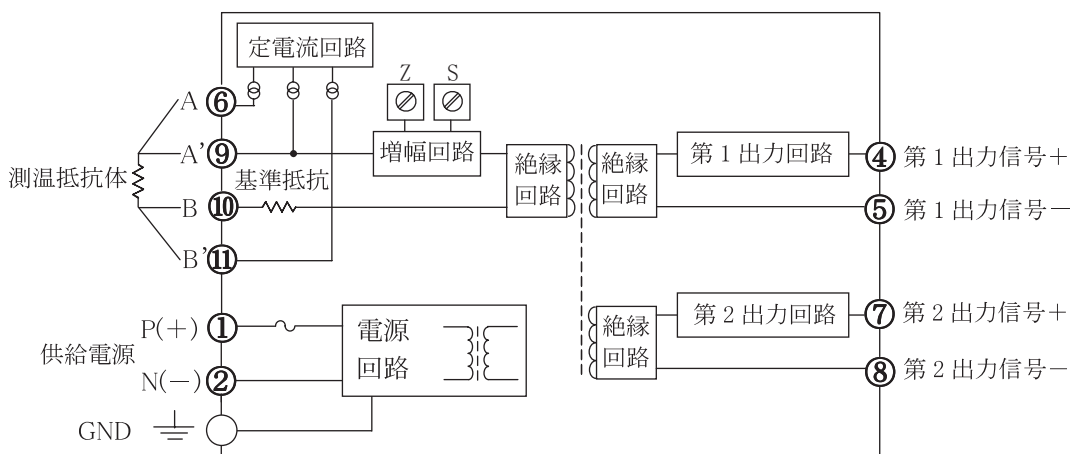 定電流回路
Z
S
A
⑥
A'
⑨
増幅回路
測温抵抗体
基準抵抗
B
⑩
B'
⑪
絶縁
回路
絶縁
回路
第1出力回路
④
第1出力信号+
⑤
第1出力信号-
絶縁
回路
第2出力回路
⑦
第2出力信号+
⑧
第2出力信号-
供給電源
P(+)
①
N(-)
②
電源
回路
GND